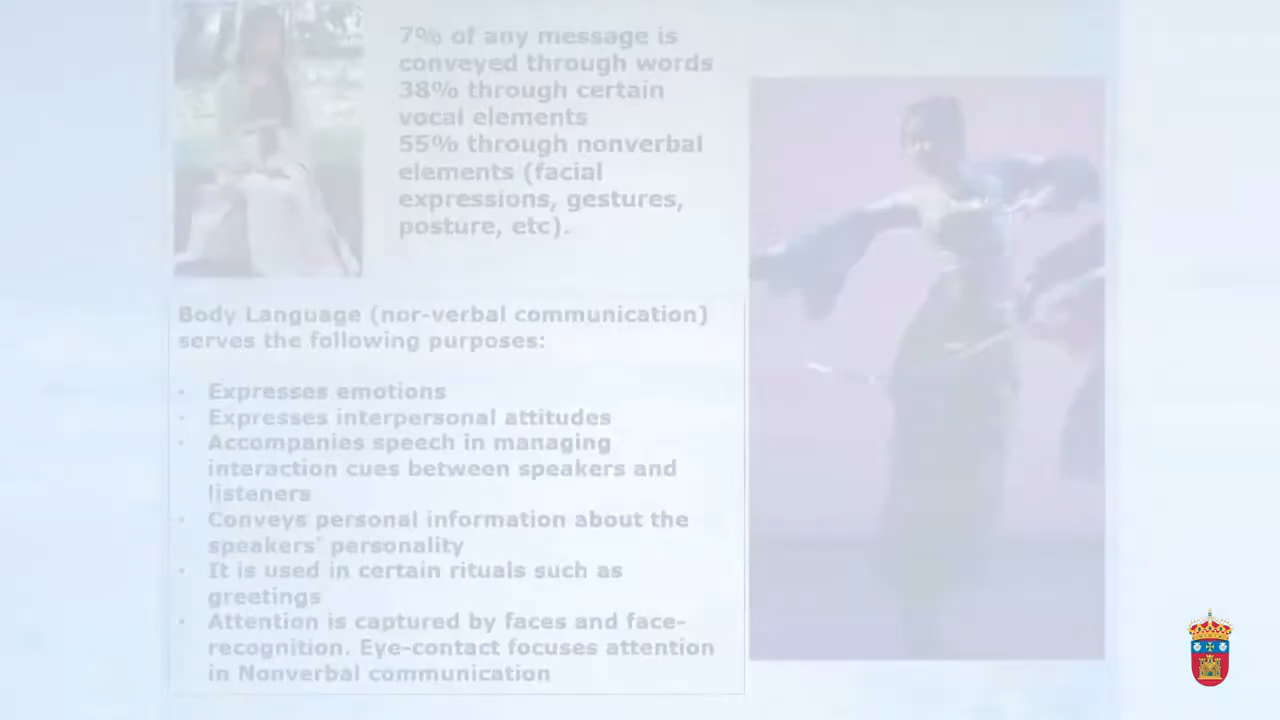 7% of any message is
conveyed through words
38% through certain
vocal elements
55% through nonverbal
elements (facial
expressions, gestures,
posture, etc).
Body Language (nor-verbal communication)
serves the following purposes:
• Expresses emotions
• Expresses interpersonal attitudes
• Accompanies speech in managing
interaction cues between speakers and
listeners
• Conveys personal information about the
speakers' personality
• It is used in certain rituals such as
greetings
• Attention is captured by faces and face-
recognition. Eye-contact focuses attention
in Nonverbal communication